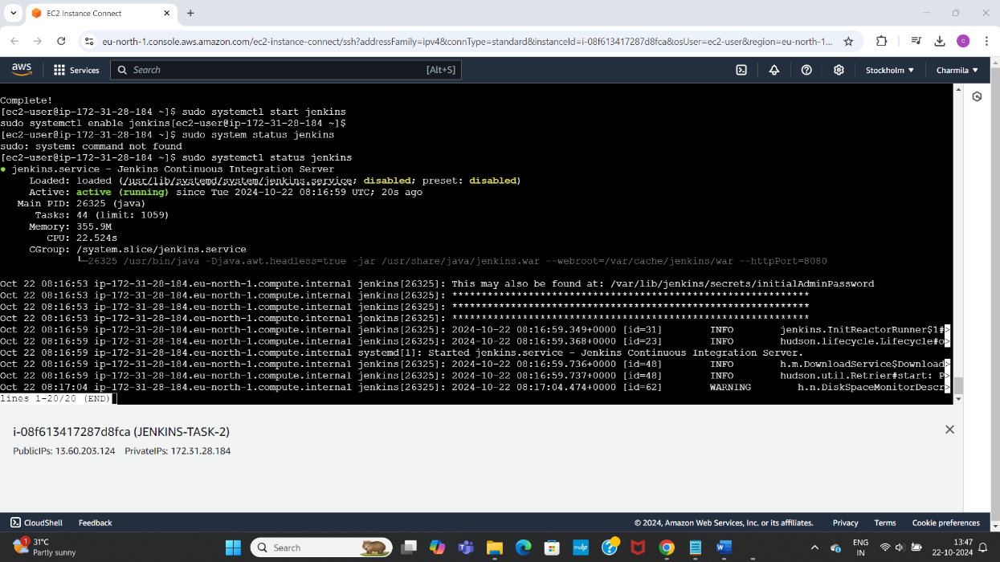 EC2 Instance Connect
eu-north-1.console.aws.amazon.com/ec2-instance-connect/ssh?addressFamily=ipv4&connType=standard&instanceId=i-08f613417287d8fca&osUser=ec2-user&region=eu-north-1...
C
aws Services Search [Alt+S] Stockholm ▼ Charmila ▼
Complete!
[ec2-user@ip-172-31-28-184 ~]$ sudo systemctl start jenkins
sudo systemctl enable jenkins[ec2-user@ip-172-31-28-184 ~]$
[ec2-user@ip-172-31-28-184 ~]$ sudo system status jenkins
sudo: system: command not found
[ec2-user@ip-172-31-28-184 ~]$ sudo systemctl status jenkins
● jenkins.service - Jenkins Continuous Integration Server
Loaded: loaded (/usr/lib/systemd/system/jenkins.service; disabled; preset: disabled)
Active: active (running) since Tue 2024-10-22 08:16:59 UTC; 20s ago
Main PID: 26325 (java)
Tasks: 44 (limit: 1059)
Memory: 355.9M
CPU: 22.524s
CGroup: /system.slice/jenkins.service
└─26325 /usr/bin/java -Djava.awt.headless=true -jar /usr/share/java/jenkins.war --webroot=/var/cache/jenkins/war --httpPort=8080
Oct 22 08:16:53 ip-172-31-28-184.eu-north-1.compute.internal jenkins[26325]: This may also be found at: /var/lib/jenkins/secrets/initialAdminPassword
Oct 22 08:16:53 ip-172-31-28-184.eu-north-1.compute.internal jenkins[26325]: *************************************************************
Oct 22 08:16:53 ip-172-31-28-184.eu-north-1.compute.internal jenkins[26325]: *************************************************************
Oct 22 08:16:53 ip-172-31-28-184.eu-north-1.compute.internal jenkins[26325]: *************************************************************
Oct 22 08:16:59 ip-172-31-28-184.eu-north-1.compute.internal jenkins[26325]: 2024-10-22 08:16:59.349+0000 [id=31] INFO jenkins.InitReactorRunner$1#>
Oct 22 08:16:59 ip-172-31-28-184.eu-north-1.compute.internal jenkins[26325]: 2024-10-22 08:16:59.368+0000 [id=23] INFO hudson.lifecycle.Lifecycle#o>
Oct 22 08:16:59 ip-172-31-28-184.eu-north-1.compute.internal systemd[1]: Started jenkins.service - Jenkins Continuous Integration Server.
Oct 22 08:16:59 ip-172-31-28-184.eu-north-1.compute.internal jenkins[26325]: 2024-10-22 08:16:59.736+0000 [id=48] INFO h.m.DownloadService$Download>
Oct 22 08:16:59 ip-172-31-28-184.eu-north-1.compute.internal jenkins[26325]: 2024-10-22 08:16:59.737+0000 [id=48] INFO hudson.util.Retrier#start: P>
Oct 22 08:17:04 ip-172-31-28-184.eu-north-1.compute.internal jenkins[26325]: 2024-10-22 08:17:04.474+0000 [id=62] WARNING h.n.DiskSpaceMonitorDescr>
lines 1-20/20 (END)
i-08f613417287d8fca (JENKINS-TASK-2)
PublicIPs: 13.60.203.124 PrivateIPs: 172.31.28.184
CloudShell Feedback © 2024, Amazon Web Services, Inc. or its affiliates. Privacy Terms Cookie preferences
1 31°C
Partly sunny
Search
ENG
IN
13:47
22-10-2024